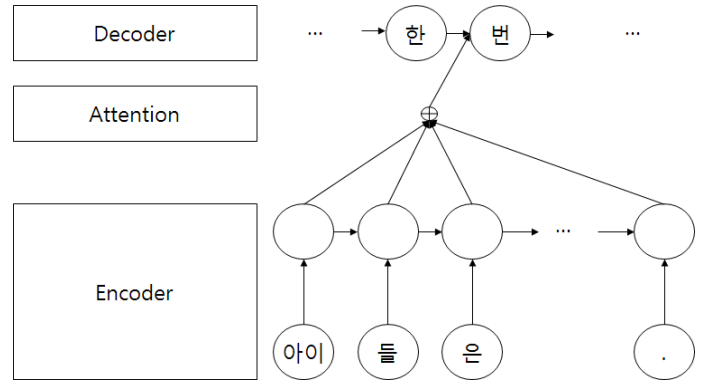 Decoder ... 한 번 ...
Attention
...
Encoder
아이 들 은 .